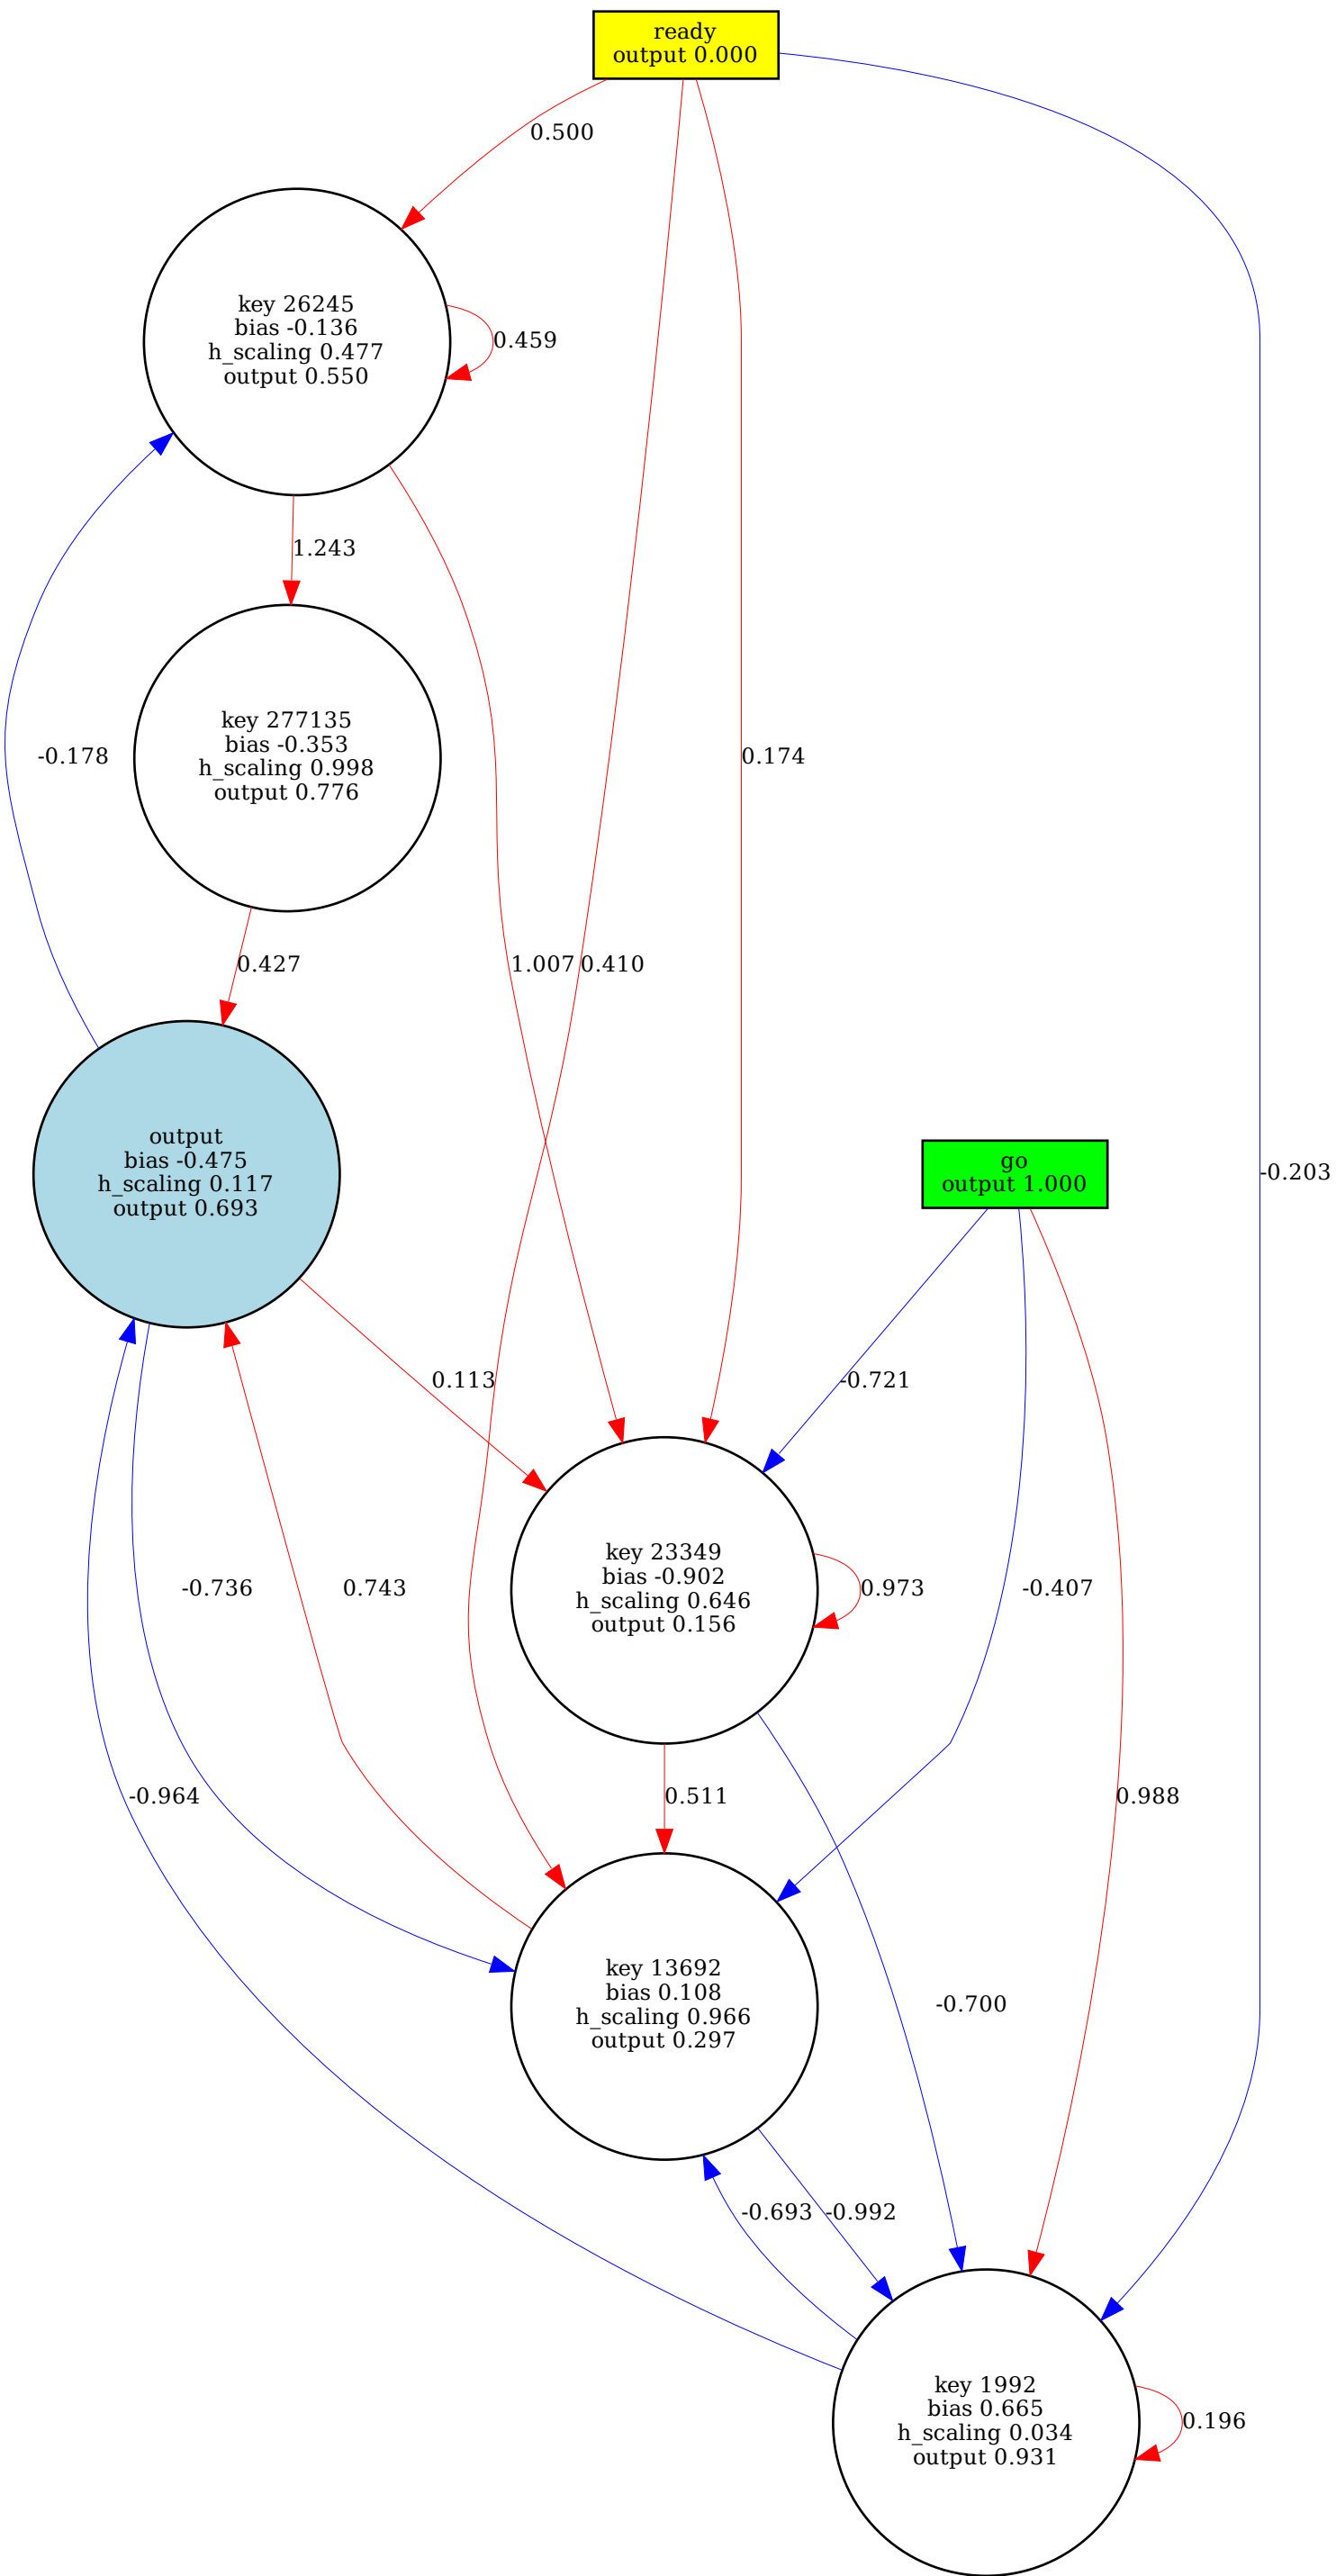 ready
output 0.000
0.500
key 26245
bias -0.136
h_scaling 0.477
output 0.550
0.459
1.243
key 277135
bias -0.353
h_scaling 0.998
output 0.776
-0.178
0.174
0.427
1.007
0.410
output
bias -0.475
h_scaling 0.117
output 0.693
go
output 1.000
-0.203
0.113
-0.721
key 23349
bias -0.902
h_scaling 0.646
output 0.156
-0.736
0.743
0.973
-0.407
-0.964
0.511
0.988
key 13692
bias 0.108
h_scaling 0.966
output 0.297
-0.700
-0.693
-0.992
key 1992
bias 0.665
h_scaling 0.034
output 0.931
0.196